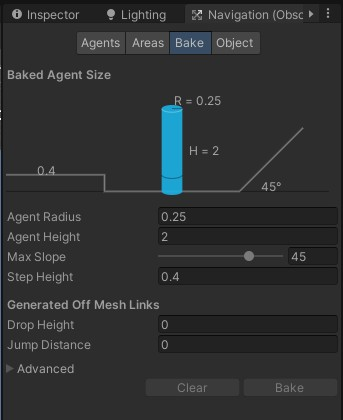 Inspector Lighting Navigation (Obsc
Agents Areas Bake Object
Baked Agent Size
R = 0.25
H = 2
0.4
45°
Agent Radius 0.25
Agent Height 2
Max Slope 45
Step Height 0.4
Generated Off Mesh Links
Drop Height 0
Jump Distance 0
Advanced
Clear Bake